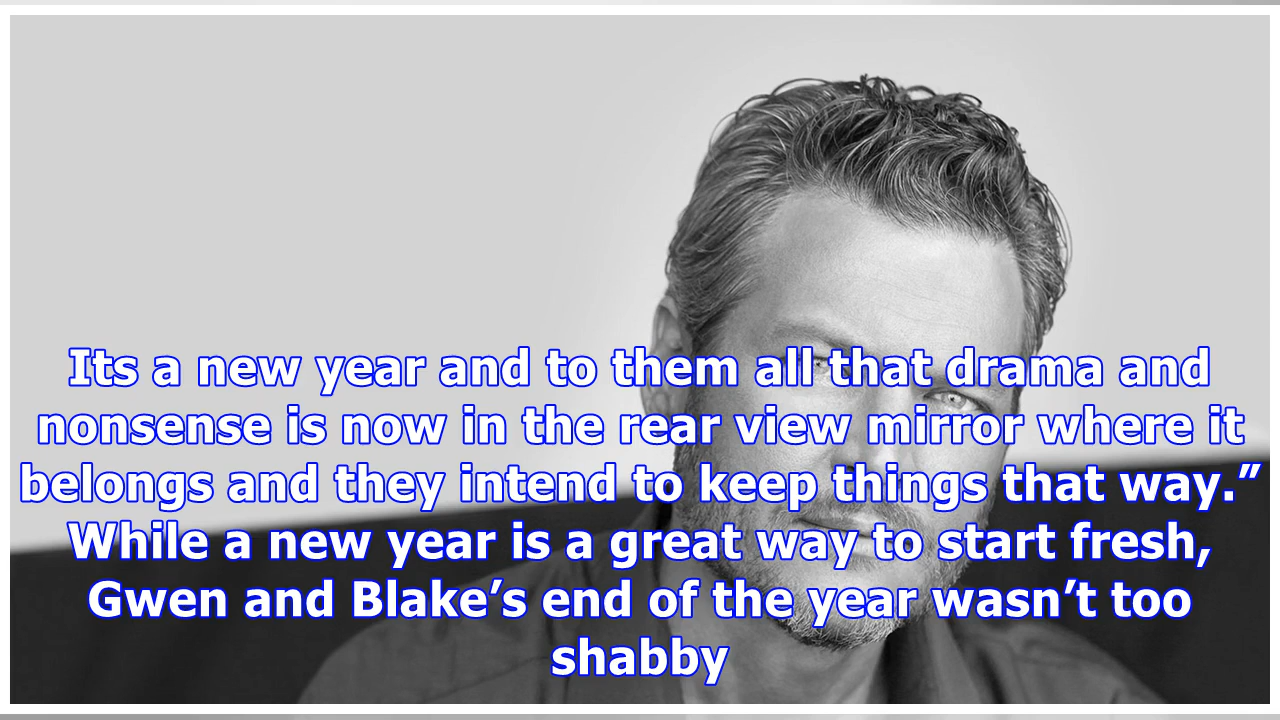 Its a new year and to them all that drama and
nonsense is now in the rear view mirror where it
belongs and they intend to keep things that way.”
While a new year is a great way to start fresh,
Gwen and Blake’s end of the year wasn’t too
shabby